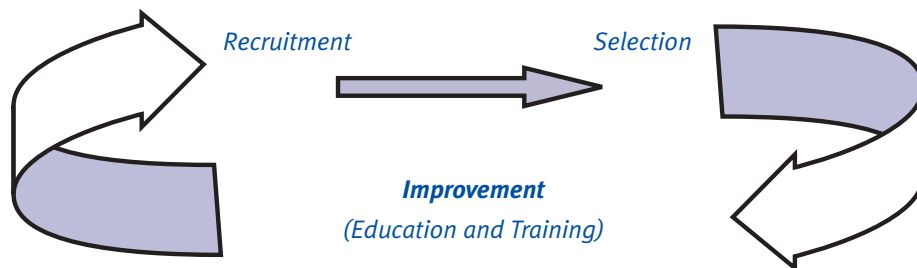 Recruitment
Selection
Improvement
(Education and Training)